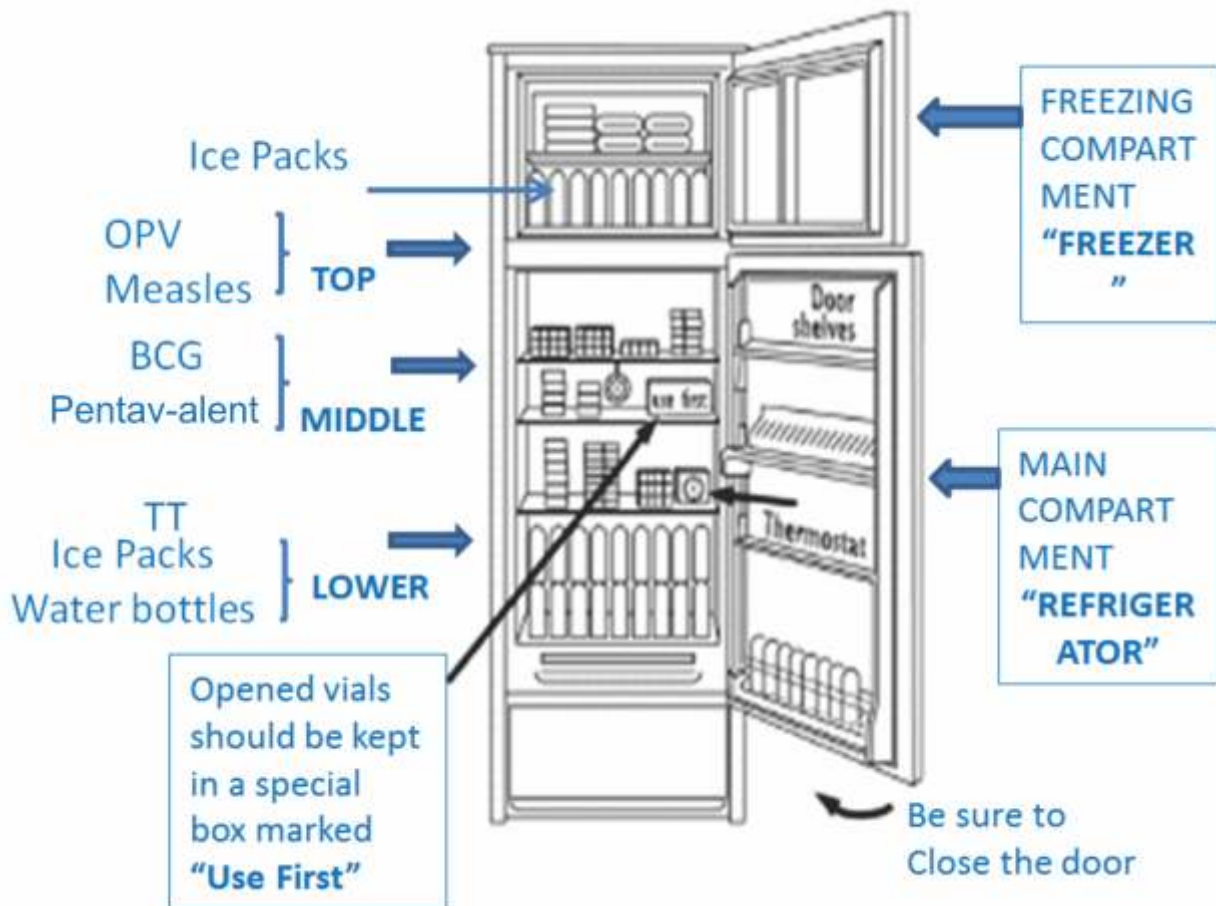 Ice Packs
OPV
Measles
TOP
BCG
Pentav-alent
MIDDLE
TT
Ice Packs
Water bottles
LOWER
Opened vials
should be kept
in a special
box marked
“Use First”
Door
shelves
use first
Thermostat
FREEZING
COMPART
MENT
“FREEZER
”
MAIN
COMPART
MENT
“REFRIGER
ATOR”
Be sure to
Close the door